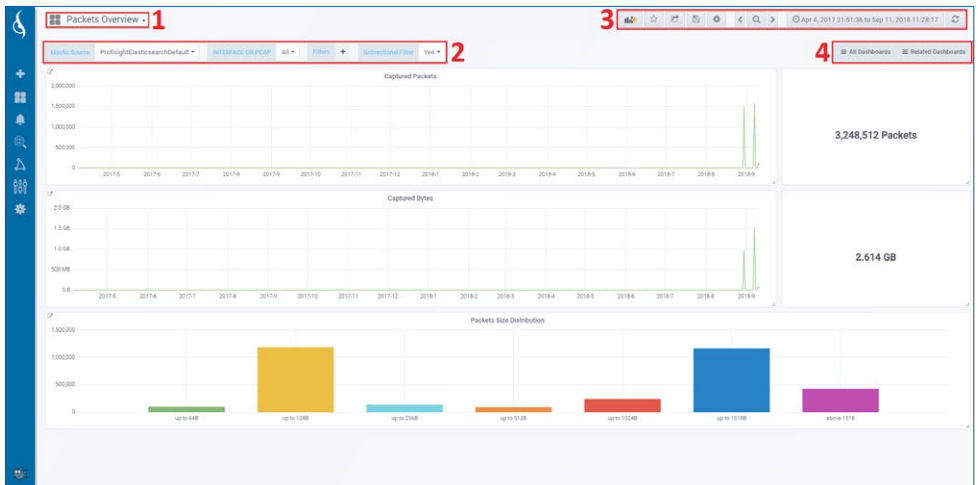 Packets Overview
1
3
Apr 4, 2017 21:51:36 to Sep 11, 2018 11:28:17
Elastic Source ProfisightElasticsearchDefault INTERFACE OR PCAP All Filters + Bidirectional Filter Yes
2
4
All Dashboards Related Dashboards
Captured Packets
2,000,000
1,500,000
1,000,000
500,000
0
2017-5 2017-6 2017-7 2017-8 2017-9 2017-10 2017-11 2017-12 2018-1 2018-2 2018-3 2018-4 2018-5 2018-6 2018-7 2018-8 2018-9
3,248,512 Packets
Captured Bytes
2.0 GB
1.5 GB
1.0 GB
500 MB
0 B
2017-5 2017-6 2017-7 2017-8 2017-9 2017-10 2017-11 2017-12 2018-1 2018-2 2018-3 2018-4 2018-5 2018-6 2018-7 2018-8 2018-9
2.614 GB
Packets Size Distribution
1,500,000
1,000,000
500,000
0
up to 64B up to 128B up to 256B up to 512B up to 1024B up to 1518B above 1518